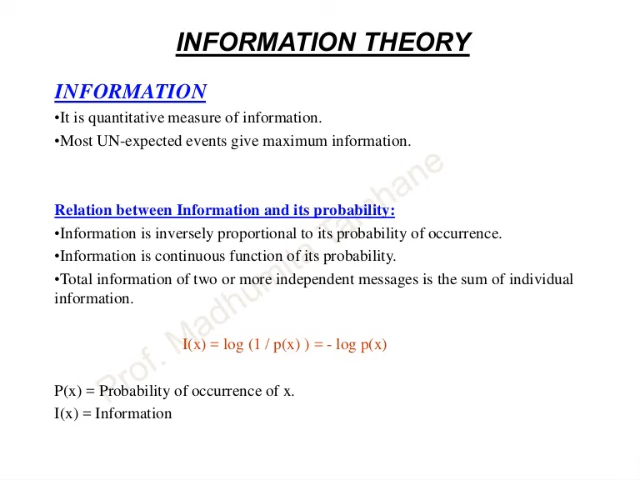 INFORMATION THEORY
INFORMATION
•It is quantitative measure of information.
•Most UN-expected events give maximum information.
Relation between Information and its probability:
•Information is inversely proportional to its probability of occurrence.
•Information is continuous function of its probability.
•Total information of two or more independent messages is the sum of individual
information.
I(x) = log (1 / p(x) ) = - log p(x)
P(x) = Probability of occurrence of x.
I(x) = Information
Prof. Madhumita